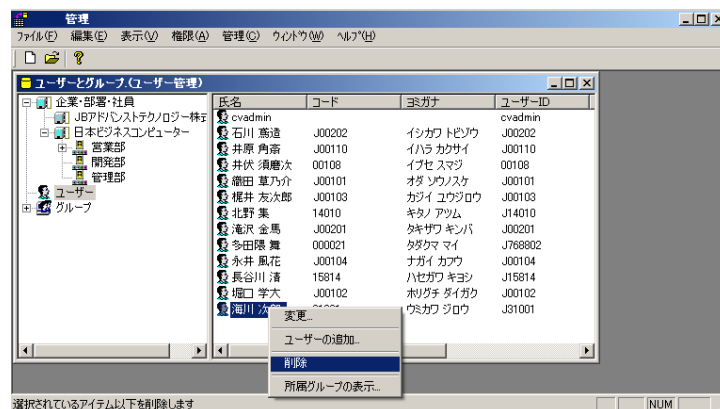 管理
ファイル(F) 編集(E) 表示(V) 権限(A) 管理(C) ウィンドウ(W) ヘルプ(H)
ユーザーとグループ.(ユーザー管理)
企業・部署・社員
JBアドバンストテクノロジー株式
日本ビジネスコンピューター
営業部
開発部
管理部
ユーザー
グループ
氏名 コード ヨミガナ ユーザーID
cvadmin cvadmin
石川 蔦造 J00202 イシカワ トビゾウ J00202
井原 角斎 J00110 イハラ カクサイ J00110
井伏 須磨次 00108 イブセ スマジ 00108
織田 草乃介 J00101 オダ ソウノスケ J00101
梶井 友次郎 J00103 カジイ ユウジロウ J00103
北野 集 14010 キタノ アツム J14010
滝沢 金馬 J00201 タキザワ キンバ J00201
多田隈 舞 000021 タダクマ マイ J768802
永井 風花 J00104 ナガイ カフウ J00104
長谷川 清 15814 ハセガワ キヨシ J15814
堀口 学大 J00102 ホリグチ ダイガク J00102
海川 次郎 31001 ウミカワ ジロウ J31001
変更...
ユーザーの追加...
削除
所属グループの表示...
選択されているアイテム以下を削除します NUM